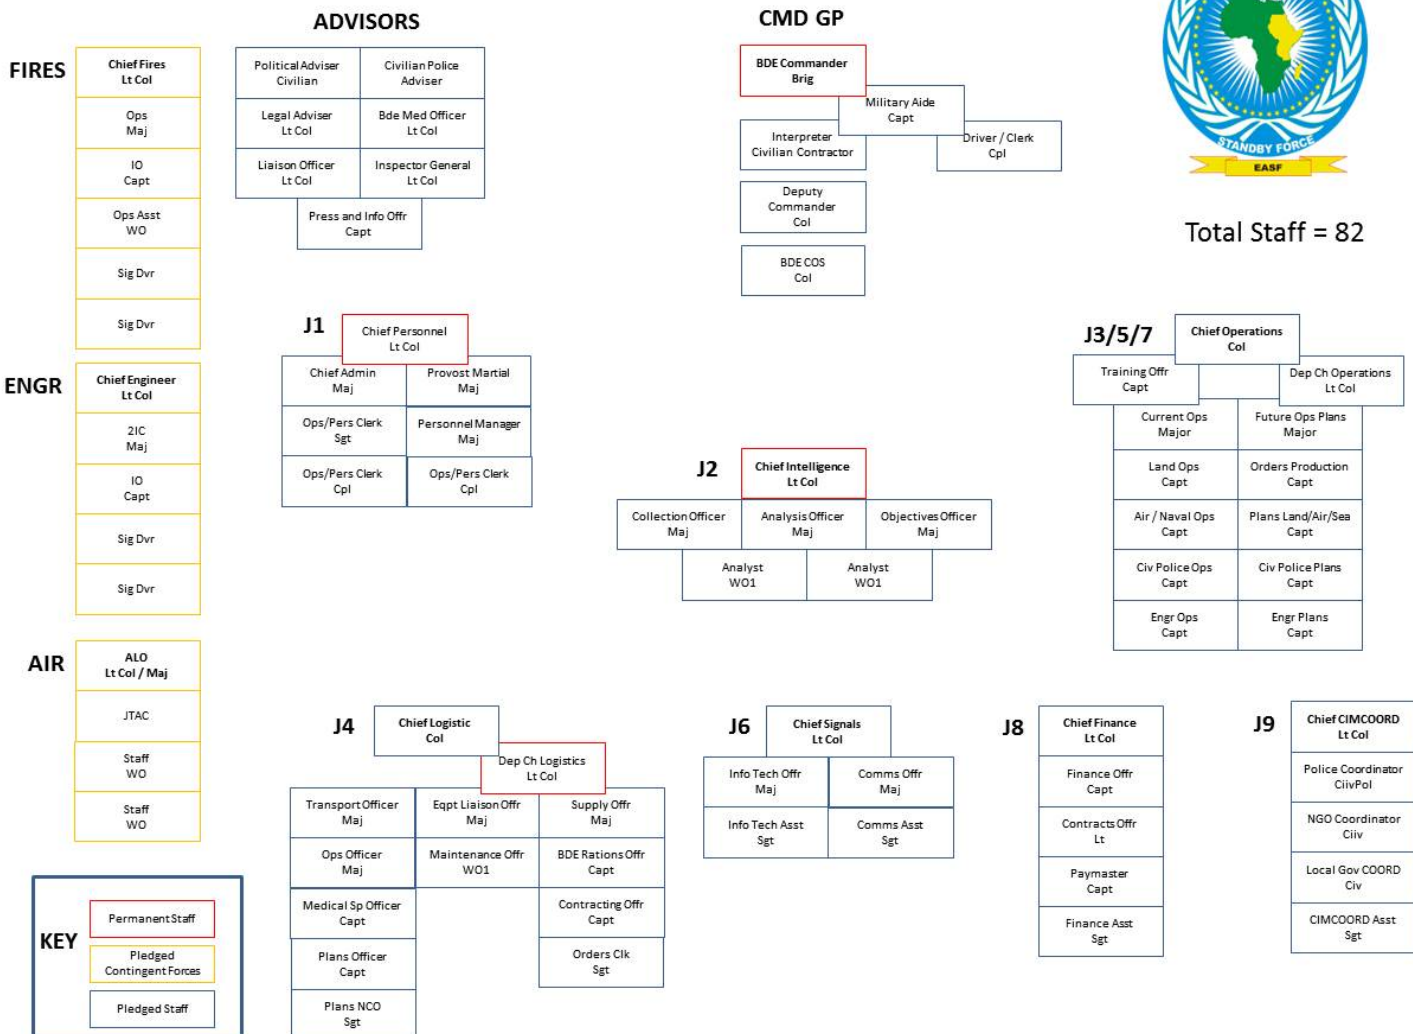 ADVISORS
CMD GP
FIRES
Chief Fires
Lt Col
Ops
Maj
IO
Capt
Ops Asst
WO
Sig Dvr
Sig Dvr
Political Adviser
Civilian
Civilian Police
Adviser
Legal Adviser
Lt Col
Bde Med Officer
Lt Col
Liaison Officer
Lt Col
Inspector General
Lt Col
Press and Info Offr
Capt
BDE Commander
Brig
Military Aide
Capt
Interpreter
Civilian Contractor
Driver / Clerk
Cpl
Deputy
Commander
Col
BDE COS
Col
STANDBY FORCE
EASF
Total Staff = 82
ENGR
Chief Engineer
Lt Col
2IC
Maj
IO
Capt
Sig Dvr
Sig Dvr
J1
Chief Personnel
Lt Col
Chief Admin
Maj
Provost Martial
Maj
Ops/Pers Clerk
Sgt
Personnel Manager
Maj
Ops/Pers Clerk
Cpl
Ops/Pers Clerk
Cpl
J2
Chief Intelligence
Lt Col
Collection Officer
Maj
Analysis Officer
Maj
Objectives Officer
Maj
Analyst
WO1
Analyst
WO1
J3/5/7
Chief Operations
Col
Training Offr
Capt
Dep Ch Operations
Lt Col
Current Ops
Major
Future Ops Plans
Major
Land Ops
Capt
Orders Production
Capt
Air / Naval Ops
Capt
Plans Land/Air/Sea
Capt
Civ Police Ops
Capt
Civ Police Plans
Capt
Engr Ops
Capt
Engr Plans
Capt
AIR
ALO
Lt Col / Maj
JTAC
Staff
WO
Staff
WO
J4
Chief Logistic
Col
Dep Ch Logistics
Lt Col
Transport Officer
Maj
Eqpt Liaison Offr
Maj
Supply Offr
Maj
Ops Officer
Maj
Maintenance Offr
WO1
BDE Rations Offr
Capt
Medical Sp Officer
Capt
Contracting Offr
Capt
Plans Officer
Capt
Orders Clk
Sgt
Plans NCO
Sgt
J6
Chief Signals
Lt Col
Info Tech Offr
Maj
Comms Offr
Maj
Info Tech Asst
Sgt
Comms Asst
Sgt
J8
Chief Finance
Lt Col
Finance Offr
Capt
Contracts Offr
Lt
Paymaster
Capt
Finance Asst
Sgt
J9
Chief CIMCOORD
Lt Col
Police Coordinator
CiivPol
NGO Coordinator
Ciiv
Local Gov COORD
Civ
CIMCOORD Asst
Sgt
KEY
Permanent Staff
Pledged
Contingent Forces
Pledged Staff